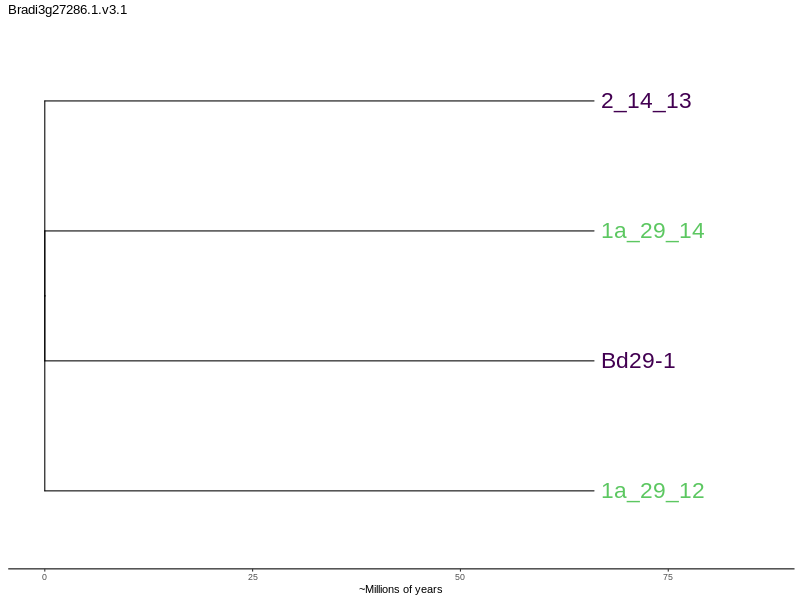 Bradi3g27286.1.v3.1
2_14_13
1a_29_14
Bd29-1
1a_29_12
0 25 50 75
~Millions of years